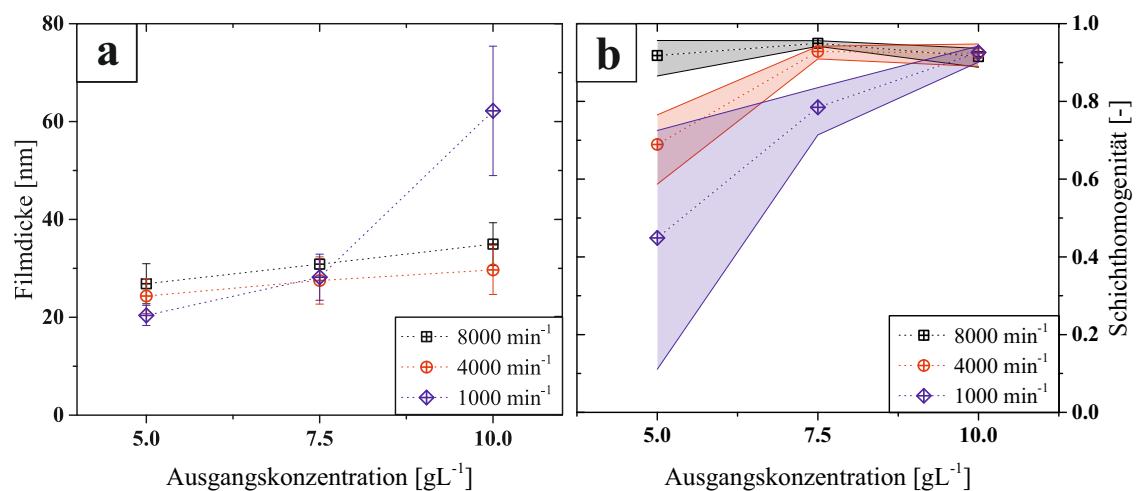 a
80
60
40
20
0
Filmdicke [nm]
5.0 7.5 10.0
Ausgangskonzentration [gL⁻¹]
8000 min⁻¹
4000 min⁻¹
1000 min⁻¹
b
1.0
0.8
0.6
0.4
0.2
0.0
Schichthomogenität [-]
5.0 7.5 10.0
Ausgangskonzentration [gL⁻¹]
8000 min⁻¹
4000 min⁻¹
1000 min⁻¹